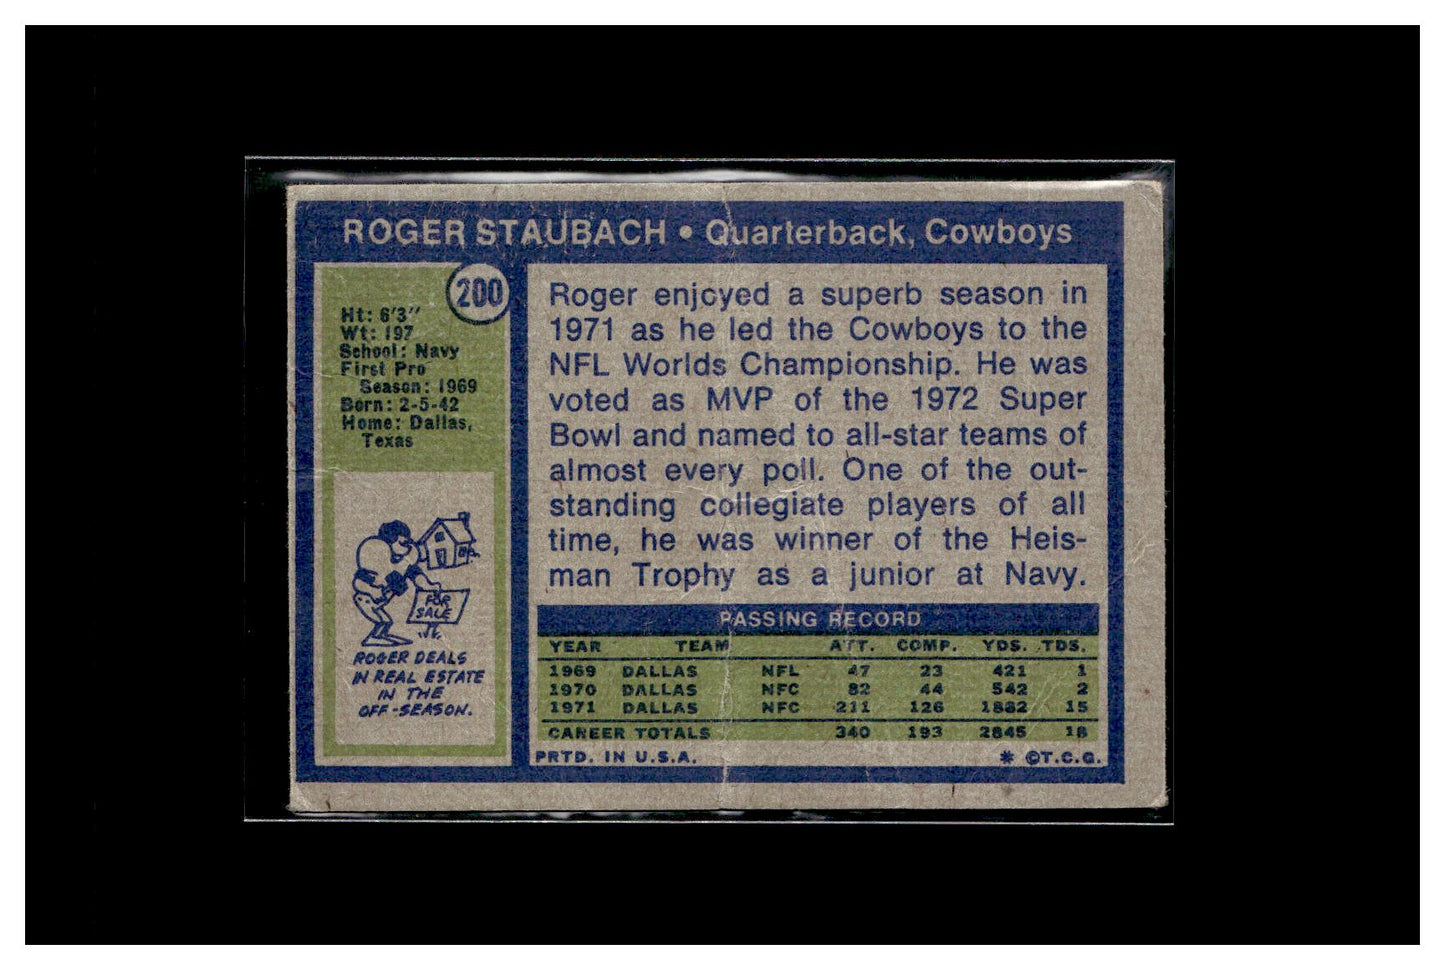 ROGER STAUBACH • Quarterback, Cowboys
200
Ht: 6'3"
Wt: 197
School: Navy
First Pro
Season: 1969
Born: 2-5-42
Home: Dallas,
Texas
FOR
SALE
ROGER DEALS
IN REAL ESTATE
IN THE
OFF-SEASON.
Roger enjoyed a superb season in
1971 as he led the Cowboys to the
NFL Worlds Championship. He was
voted as MVP of the 1972 Super
Bowl and named to all-star teams of
almost every poll. One of the out-
standing collegiate players of all
time, he was winner of the Heis-
man Trophy as a junior at Navy.
PASSING RECORD
YEAR TEAM ATT. COMP. YDS. TDS.
1969 DALLAS NFL 47 23 421 1
1970 DALLAS NFC 82 44 542 2
1971 DALLAS NFC 211 126 1882 15
CAREER TOTALS 340 193 2845 18
PRTD. IN U.S.A. * ©T.C.G.